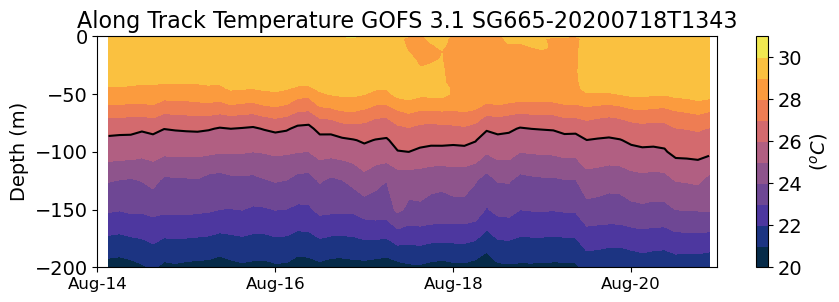 Along Track Temperature GOFS 3.1 SG665-20200718T1343
Depth (m)
0
−50
−100
−150
−200
Aug-14
Aug-16
Aug-18
Aug-20
30
28
26
24
22
20
(°C)